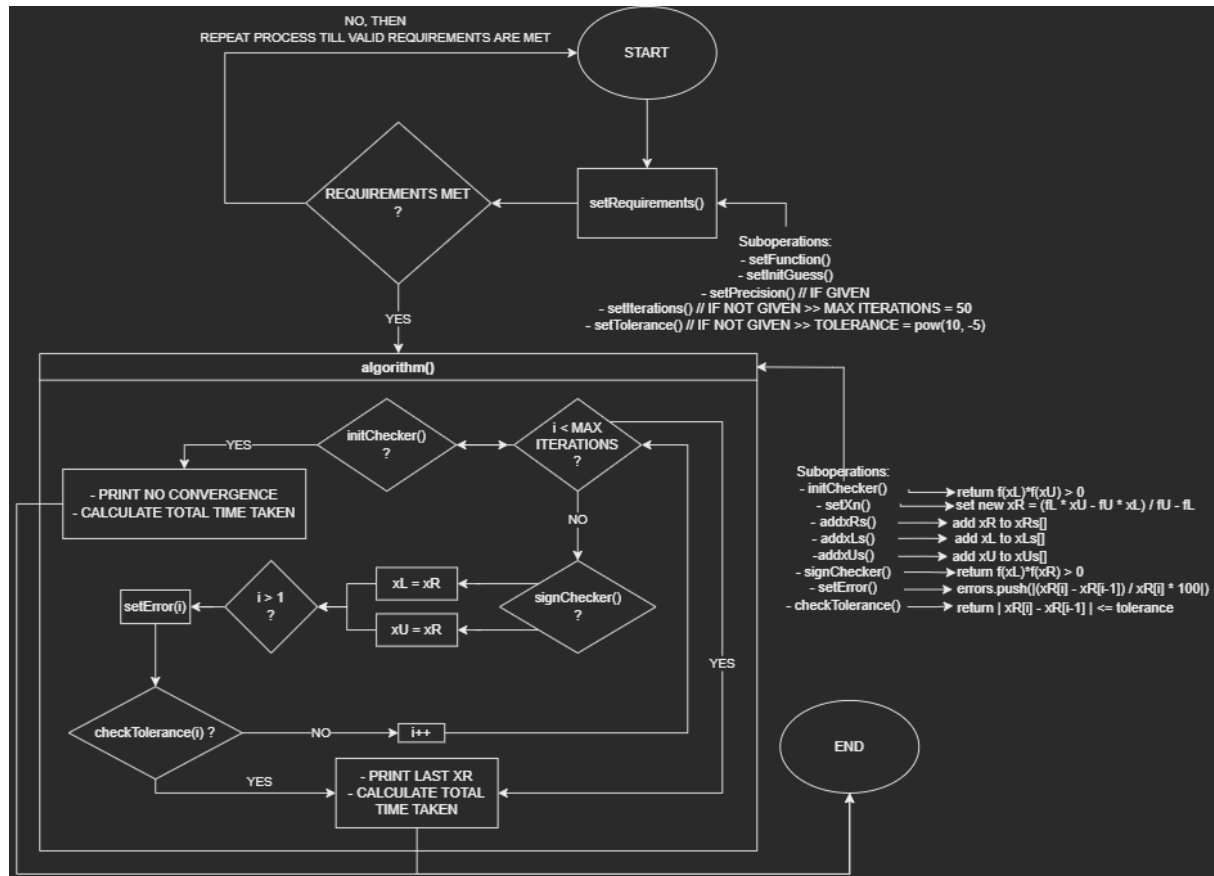 NO, THEN
REPEAT PROCESS TILL VALID REQUIREMENTS ARE MET
START
REQUIREMENTS MET
?
setRequirements()
Suboperations:
- setFunction()
- setInitGuess()
- setPrecision() // IF GIVEN
- setIterations() // IF NOT GIVEN >> MAX ITERATIONS = 50
- setTolerance() // IF NOT GIVEN >> TOLERANCE = pow(10, -5)
YES
algorithm()
initChecker()
?
i < MAX
ITERATIONS
?
YES
- PRINT NO CONVERGENCE
- CALCULATE TOTAL TIME TAKEN
NO
signChecker()
?
xL = xR
xU = xR
i > 1
?
setError(i)
YES
checkTolerance(i) ?
NO
i++
YES
- PRINT LAST XR
- CALCULATE TOTAL
TIME TAKEN
Suboperations:
- initChecker() return f(xL)*f(xU) > 0
- setXn() set new xR = (fL * xU - fU * xL) / fU - fL
- addxRs() add xR to xRs[]
- addxLs() add xL to xLs[]
-addxUs() add xU to xUs[]
- signChecker() return f(xL)*f(xR) > 0
- setError() errors.push(|(xR[i] - xR[i-1]) / xR[i] * 100|)
- checkTolerance() return | xR[i] - xR[i-1] | <= tolerance
END